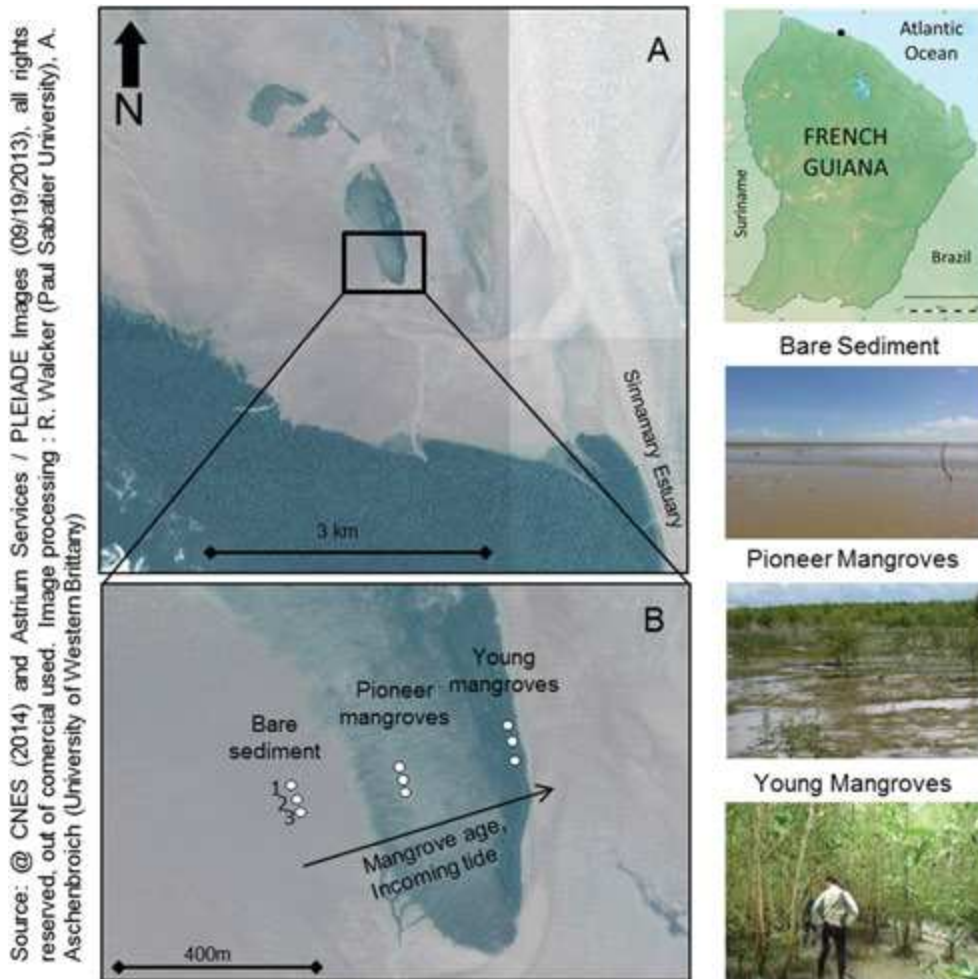 Source: @ CNES (2014) and Astrium Services / PLEIADE Images (09/19/2013), all rights
reserved, out of comercial used. Image processing : R. Walcker (Paul Sabatier University), A.
Aschenbroich (University of Western Brittany)
A
N
3 km
Sinnamary Estuary
B
Bare
sediment
Pioneer
mangroves
Young
mangroves
1
2
3
Mangrove age,
Incoming tide
400m
Atlantic
Ocean
FRENCH
GUIANA
Suriname
Brazil
Bare Sediment
Pioneer Mangroves
Young Mangroves